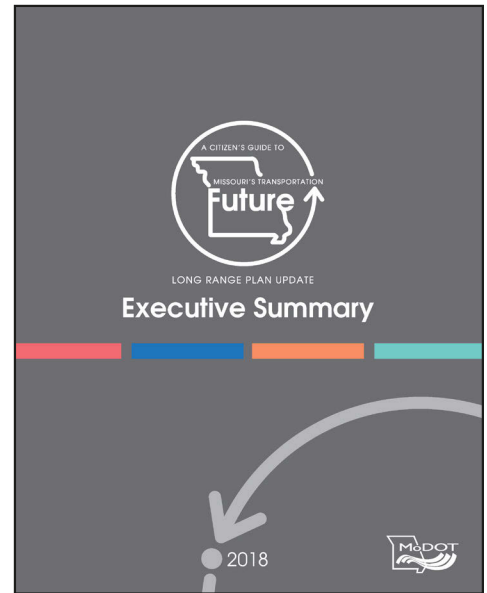 A CITIZEN'S GUIDE TO
MISSOURI'S TRANSPORTATION
Future
LONG RANGE PLAN UPDATE
Executive Summary
2018
MoDOT